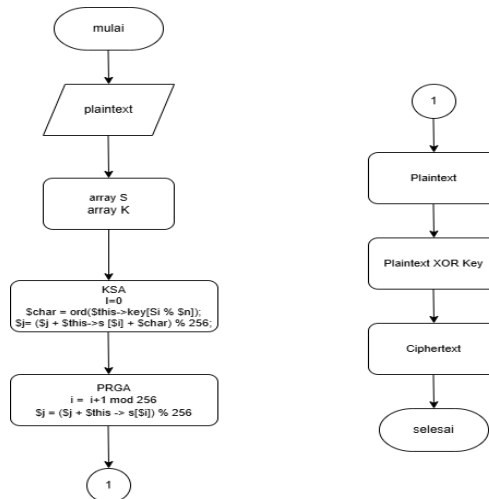 mulai
plaintext
array S
array K
KSA
I=0
$char = ord($this->key[Si % $n]);
$j= ($j + $this->s [$i] + $char) % 256;
PRGA
i =  i+1 mod 256
$j = ($j + $this -> s[$i]) % 256
1
1
Plaintext
Plaintext XOR Key
Ciphertext
selesai